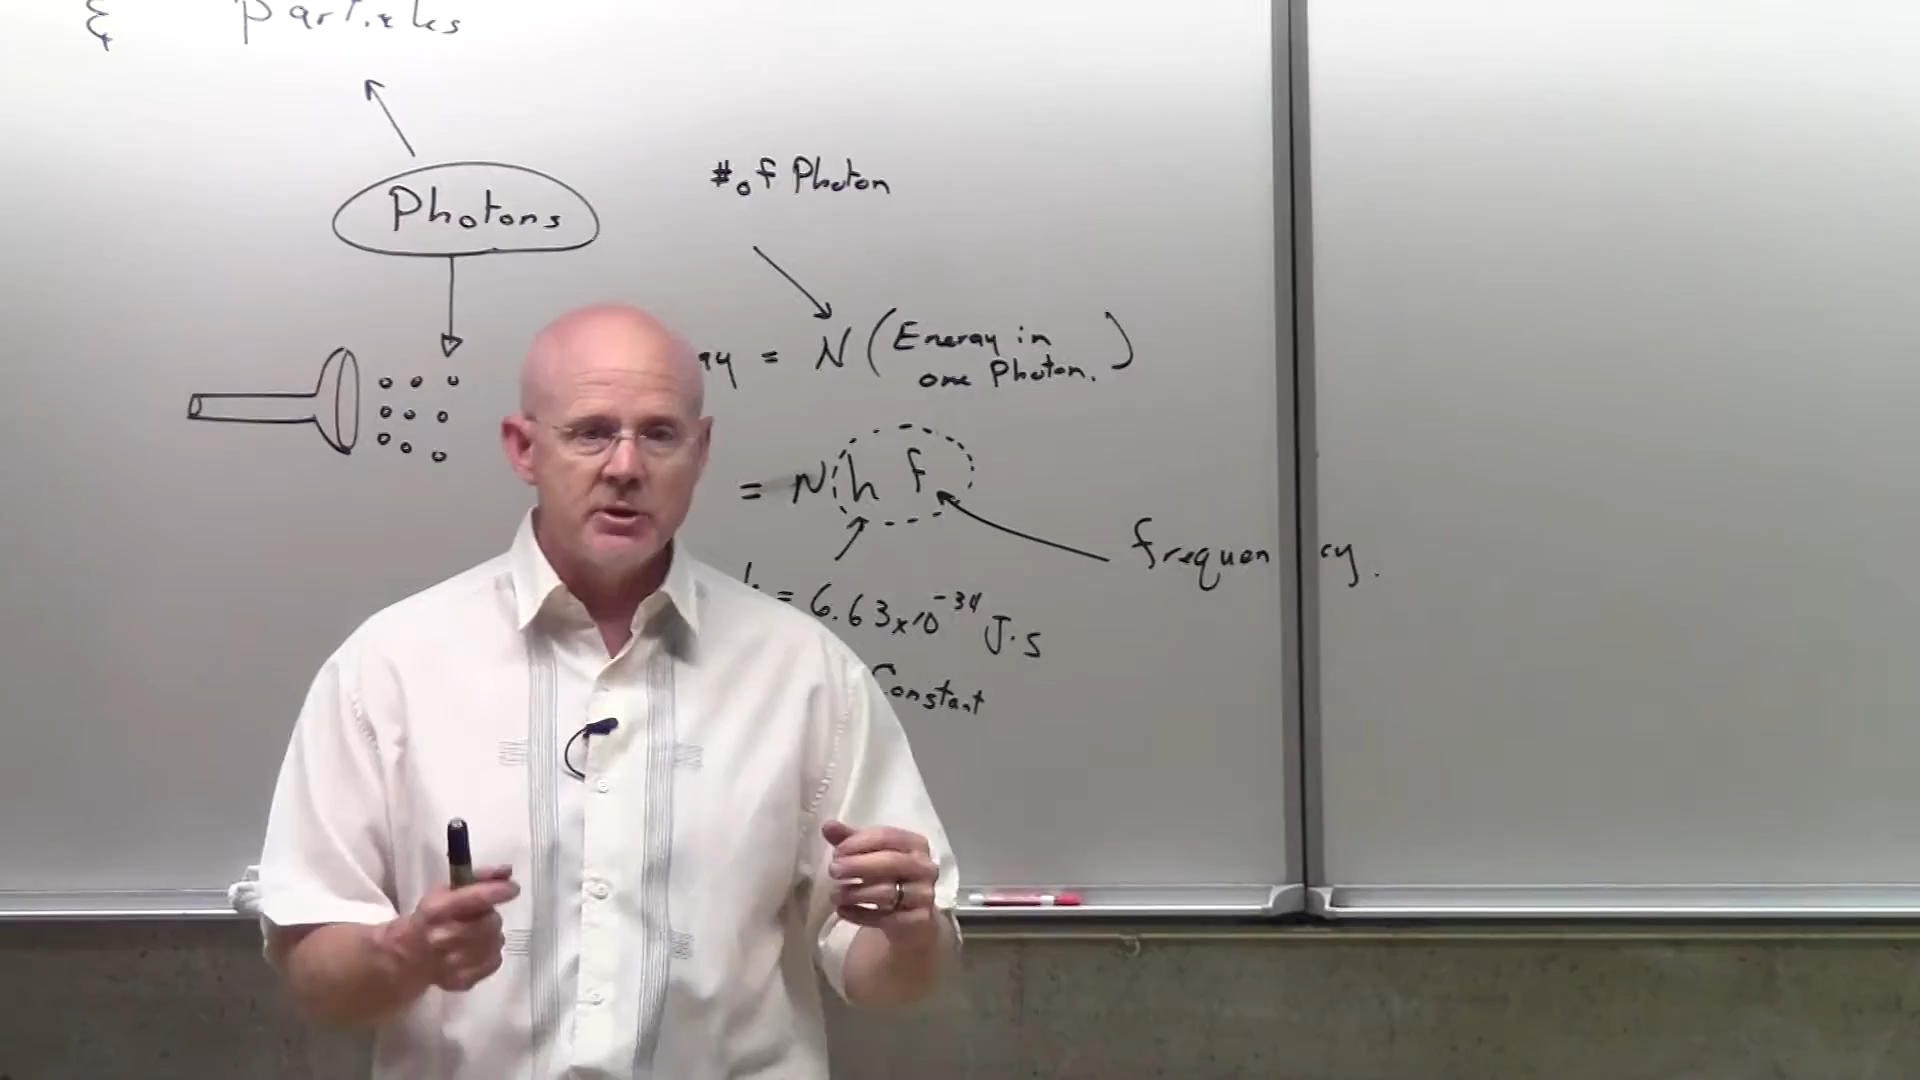 & Particles
Photons
# of Photon
= N (Energy in
one Photon.)
= N h f
frequency.
= 6.63x10^-34 J·s
Constant